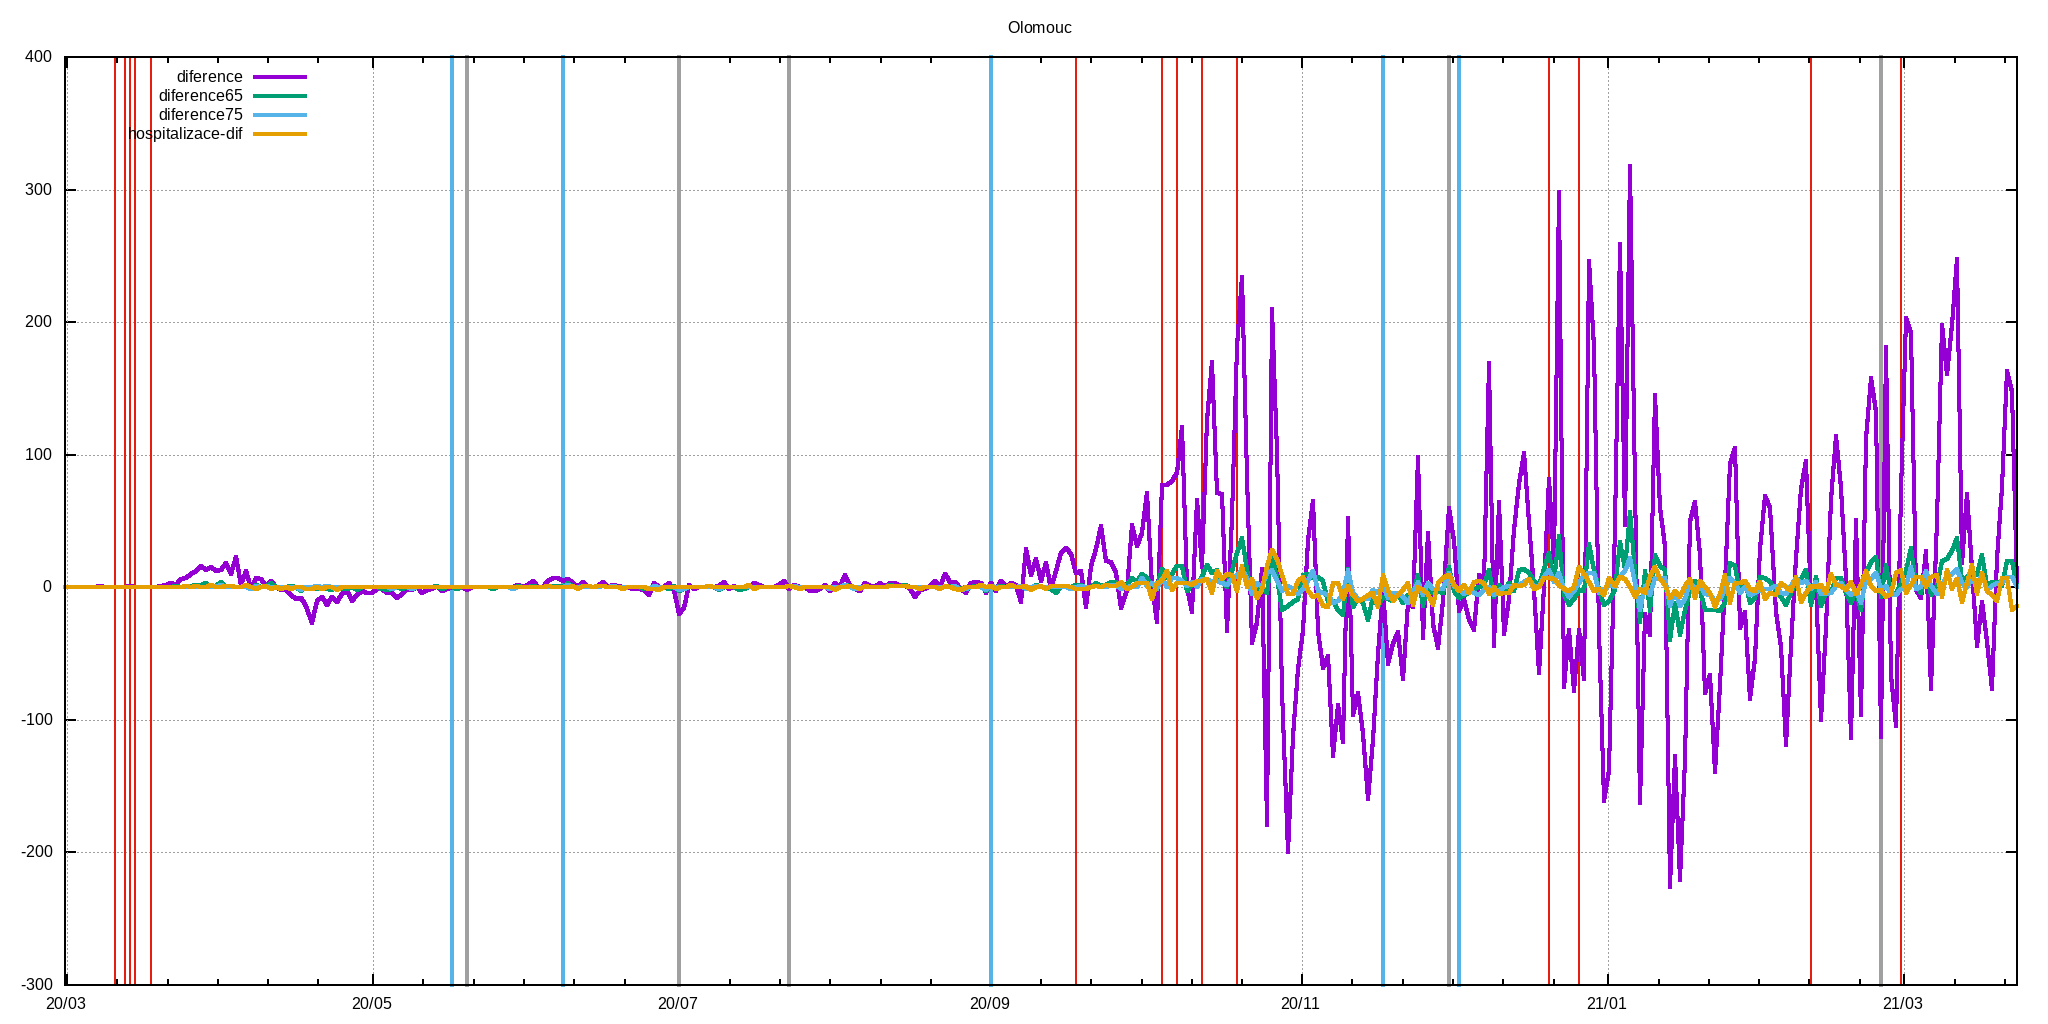 Olomouc
400
300
200
100
0
-100
-200
-300
diference
diference65
diference75
hospitalizace-dif
20/03 20/05 20/07 20/09 20/11 21/01 21/03